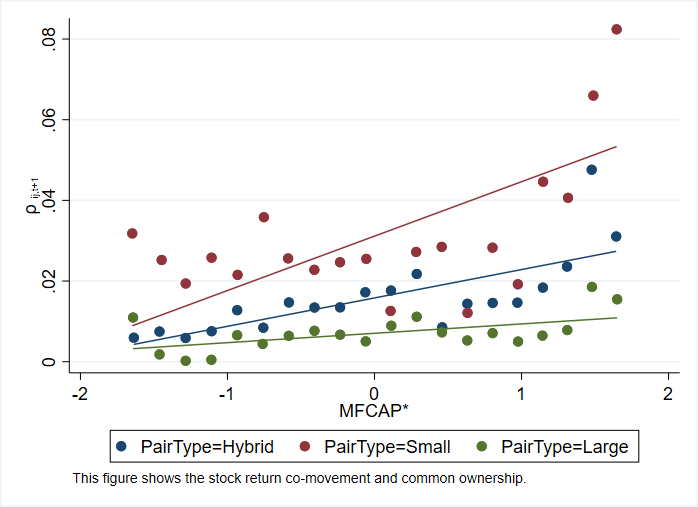 .08
.06
.04
.02
0
ρ ij,t+1
-2 -1 0 1 2
MFCAP*
PairType=Hybrid PairType=Small PairType=Large
This figure shows the stock return co-movement and common ownership.